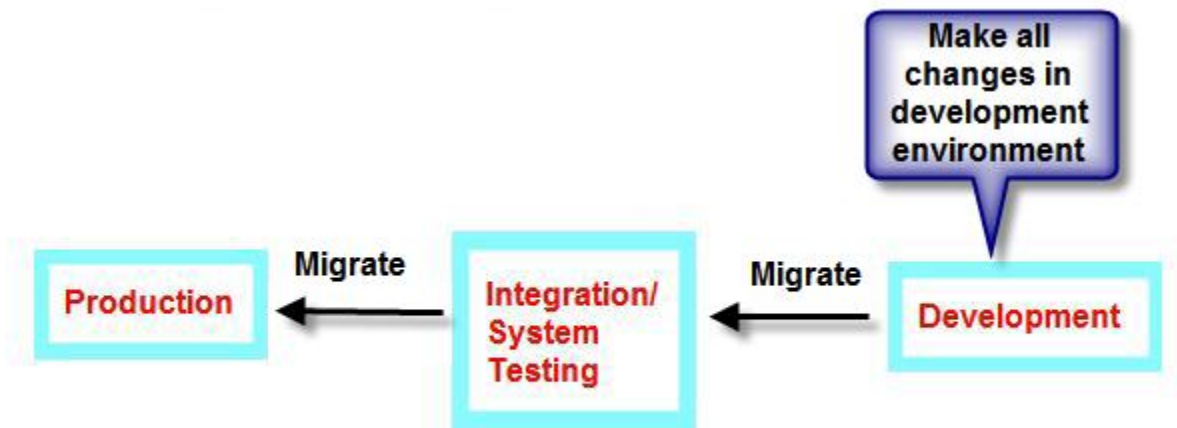 Make all
changes in
development
environment
Production
Migrate
Integration/
System
Testing
Migrate
Development